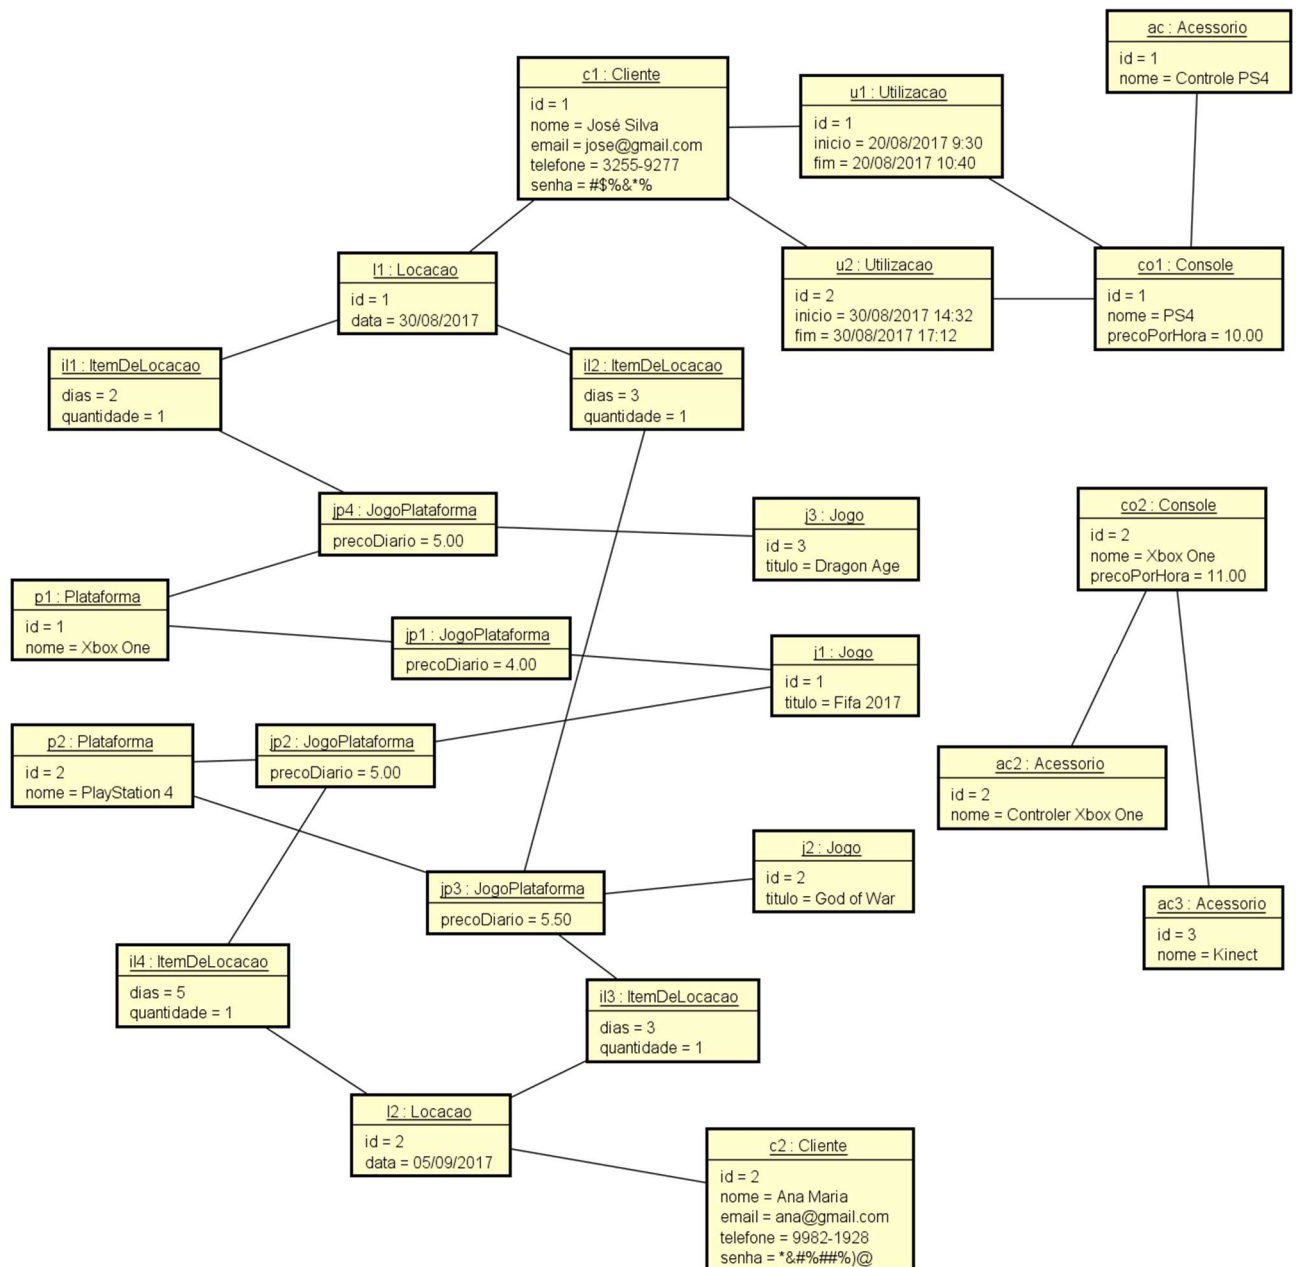 ac : Acessorio
id = 1
nome = Controle PS4
c1 : Cliente
id = 1
nome = José Silva
email = jose@gmail.com
telefone = 3255-9277
senha = #$%&*%
u1 : Utilizacao
id = 1
inicio = 20/08/2017 9:30
fim = 20/08/2017 10:40
l1 : Locacao
id = 1
data = 30/08/2017
u2 : Utilizacao
id = 2
inicio = 30/08/2017 14:32
fim = 30/08/2017 17:12
co1 : Console
id = 1
nome = PS4
precoPorHora = 10.00
il1 : ItemDeLocacao
dias = 2
quantidade = 1
il2 : ItemDeLocacao
dias = 3
quantidade = 1
jp4 : JogoPlataforma
precoDiario = 5.00
j3 : Jogo
id = 3
titulo = Dragon Age
co2 : Console
id = 2
nome = Xbox One
precoPorHora = 11.00
p1 : Plataforma
id = 1
nome = Xbox One
jp1 : JogoPlataforma
precoDiario = 4.00
j1 : Jogo
id = 1
titulo = Fifa 2017
p2 : Plataforma
id = 2
nome = PlayStation 4
jp2 : JogoPlataforma
precoDiario = 5.00
ac2 : Acessorio
id = 2
nome = Controler Xbox One
j2 : Jogo
id = 2
titulo = God of War
jp3 : JogoPlataforma
precoDiario = 5.50
ac3 : Acessorio
id = 3
nome = Kinect
il4 : ItemDeLocacao
dias = 5
quantidade = 1
il3 : ItemDeLocacao
dias = 3
quantidade = 1
l2 : Locacao
id = 2
data = 05/09/2017
c2 : Cliente
id = 2
nome = Ana Maria
email = ana@gmail.com
telefone = 9982-1928
senha = *&#%##%)@